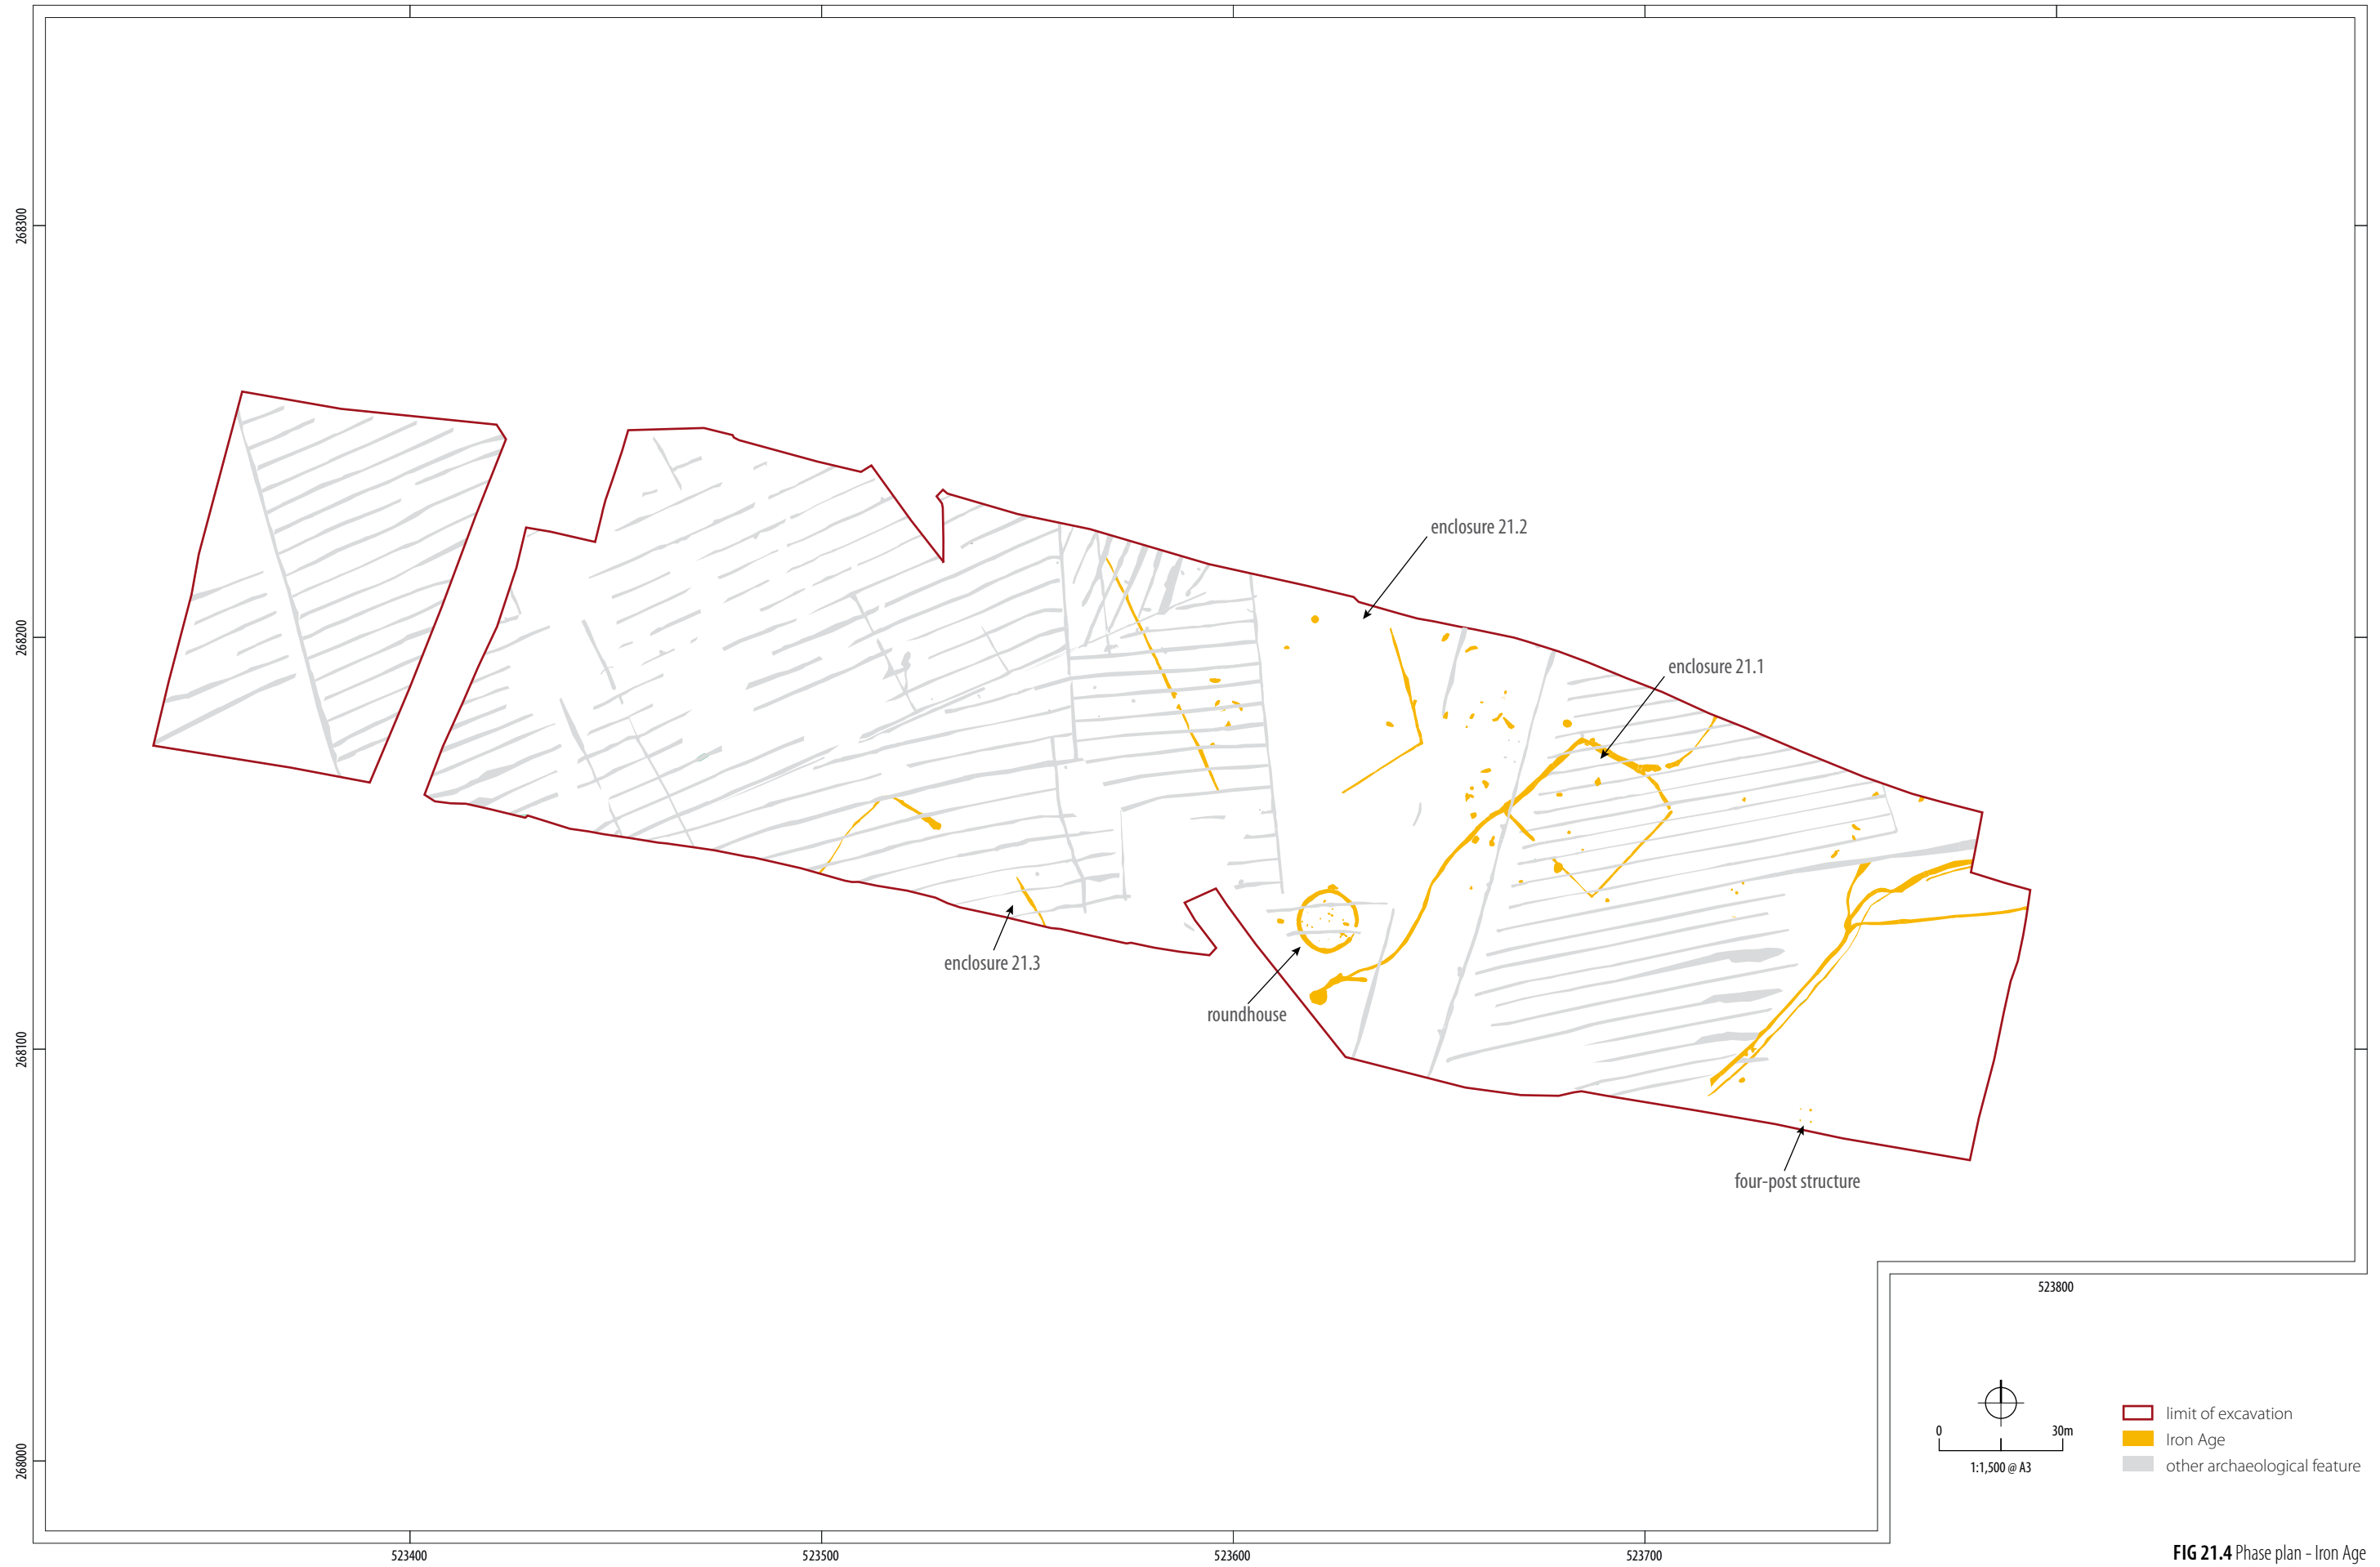 268300
268200
268100
268000
enclosure 21.2
enclosure 21.1
enclosure 21.3
roundhouse
four-post structure
523800
0 30m
1:1,500 @ A3
limit of excavation
Iron Age
other archaeological feature
523400 523500 523600 523700
FIG 21.4 Phase plan - Iron Age